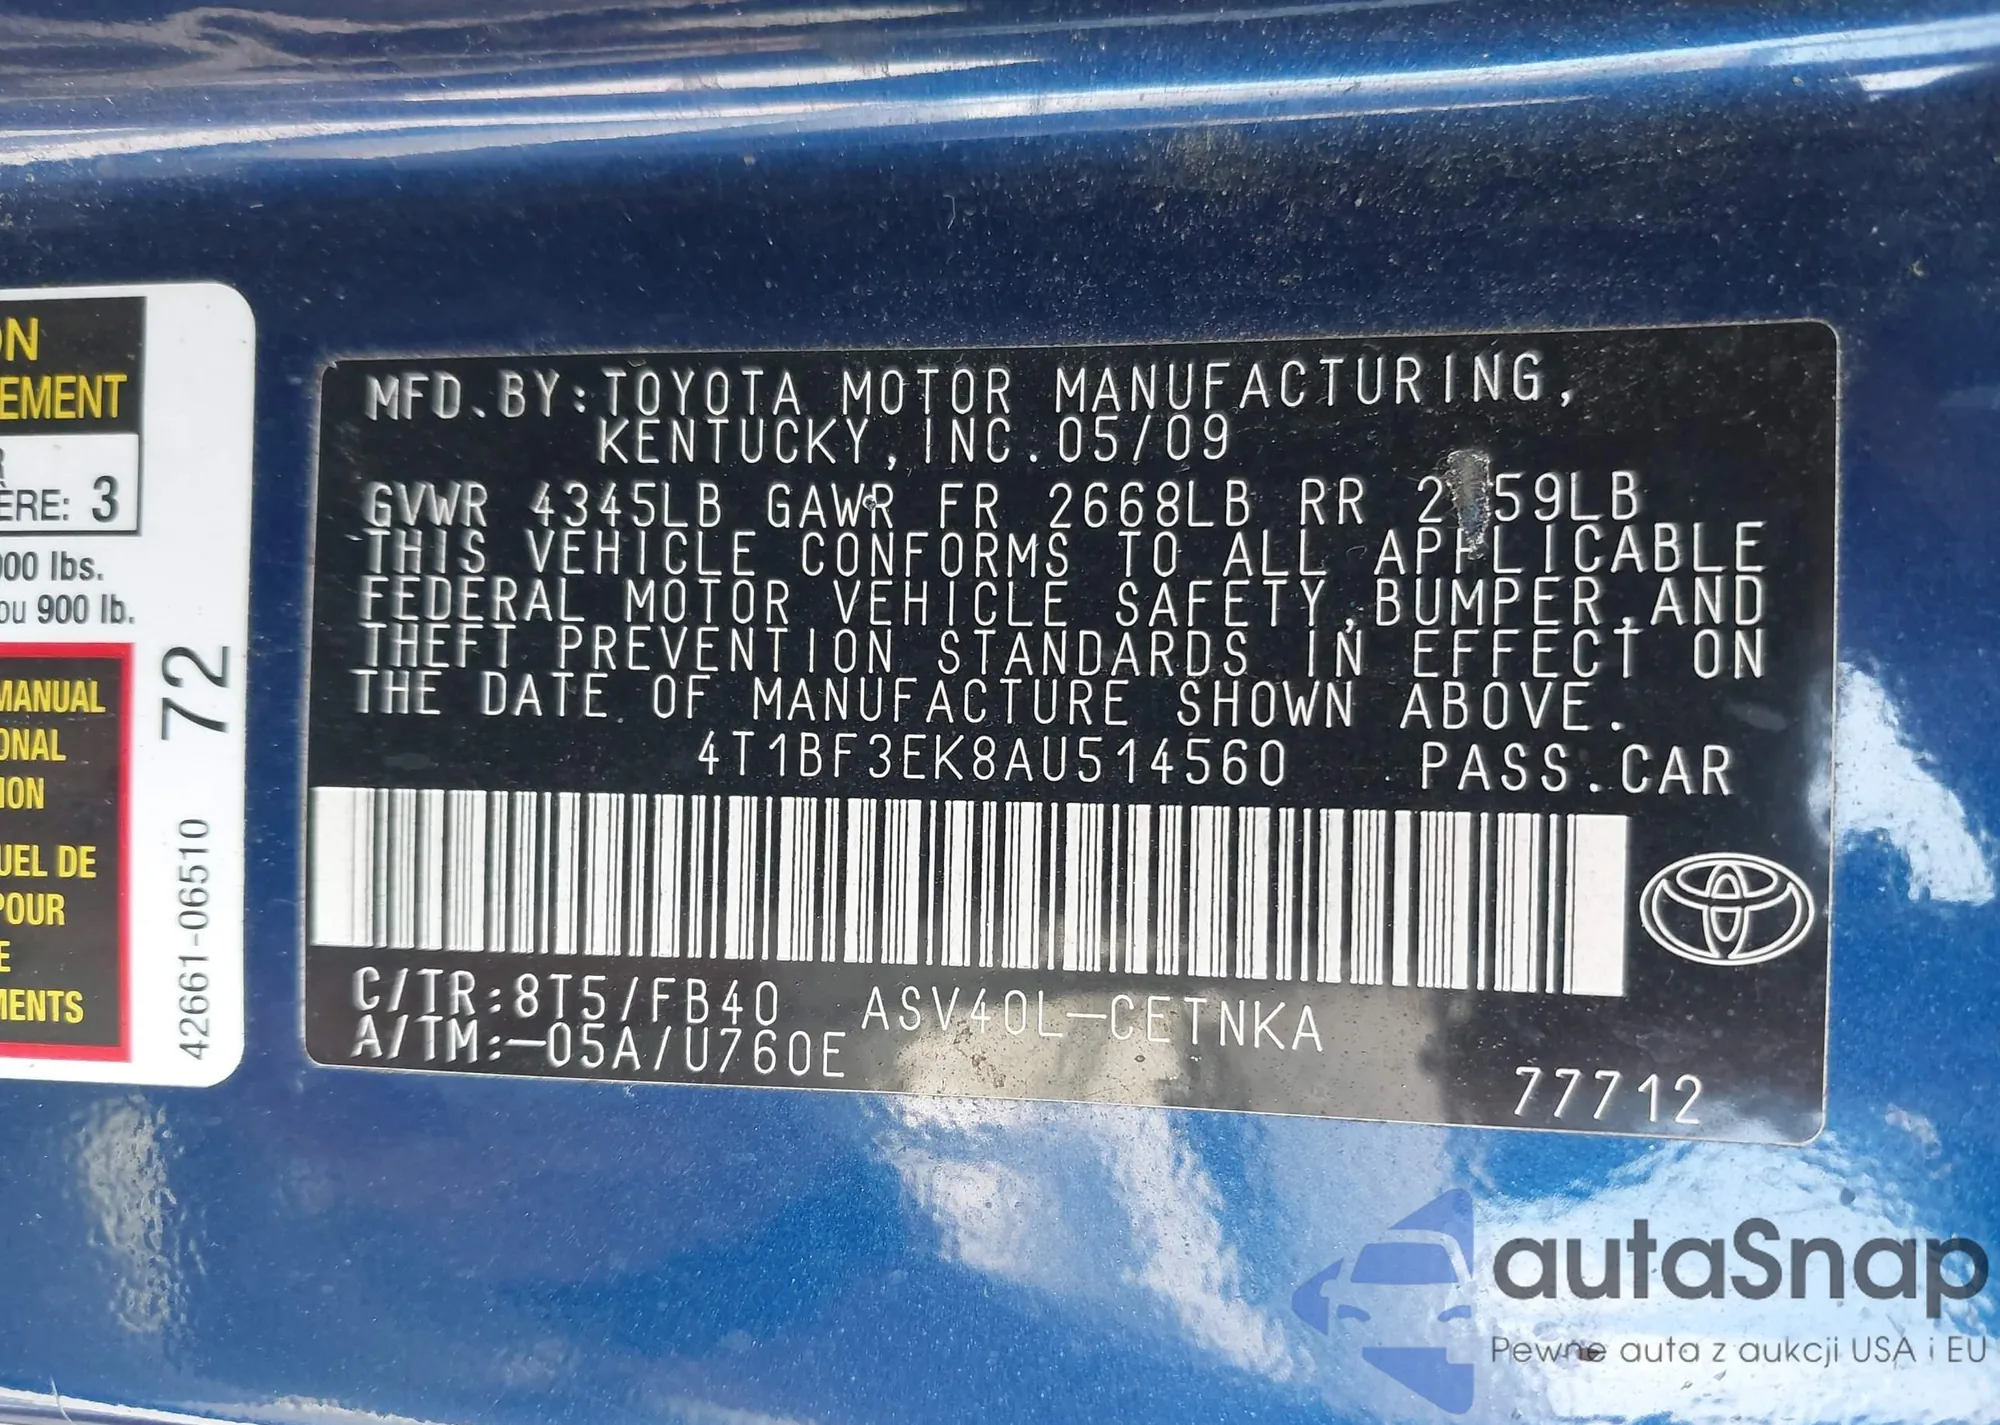 ON
EMENT
R
ÈRE: 3
000 lbs.
ou 900 lb.
MANUAL
ONAL
ION
UEL DE
POUR
E
MENTS
42661-06510 72
MFD.BY:TOYOTA MOTOR MANUFACTURING,
KENTUCKY,INC.05/09
GVWR 4345LB GAWR FR 2668LB RR 2 59LB
THIS VEHICLE CONFORMS TO ALL APPLICABLE
FEDERAL MOTOR VEHICLE SAFETY,BUMPER,AND
THEFT PREVENTION STANDARDS IN EFFECT ON
THE DATE OF MANUFACTURE SHOWN ABOVE.
4T1BF3EK8AU514560 PASS.CAR
C/TR:8T5/FB40 ASV40L-CETNKA
A/TM:-05A/U760E
77712
autaSnap
Pewne auta z aukcji USA i EU